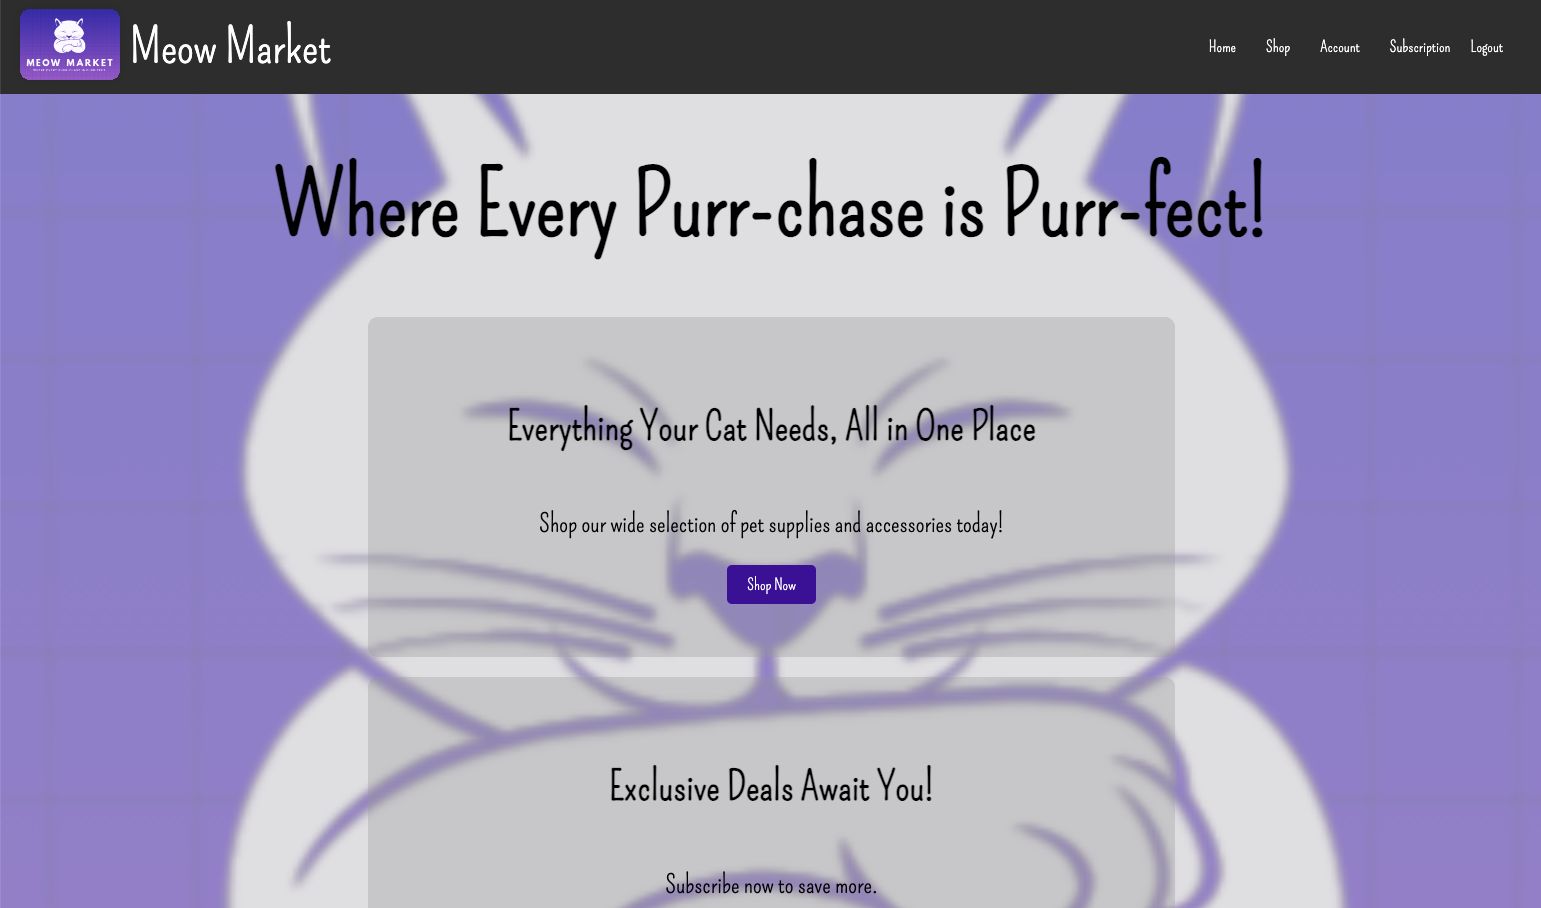 MEOW MARKET
Meow Market
Home Shop Account Subscription Logout
Where Every Purr-chase is Purr-fect!
Everything Your Cat Needs, All in One Place
Shop our wide selection of pet supplies and accessories today!
Shop Now
Exclusive Deals Await You!
Subscribe now to save more.